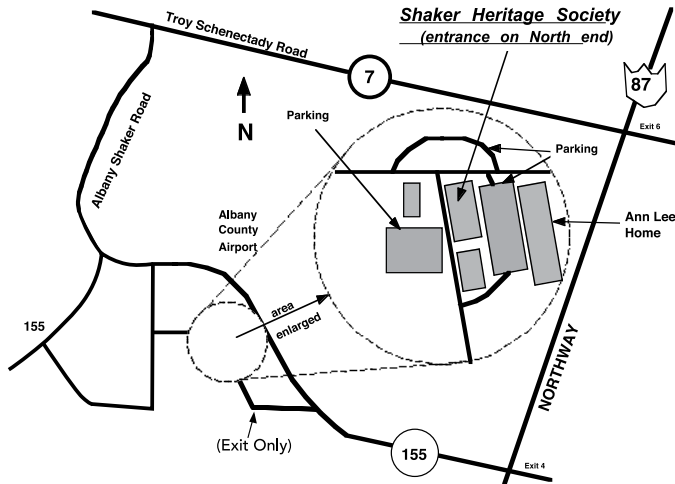 Shaker Heritage Society
(entrance on North end)
Troy Schenectady Road
7
87
Exit 6
N
Parking
Parking
Albany Shaker Road
Albany
County
Airport
Ann Lee
Home
area
enlarged
155
NORTHWAY
(Exit Only)
155
Exit 4